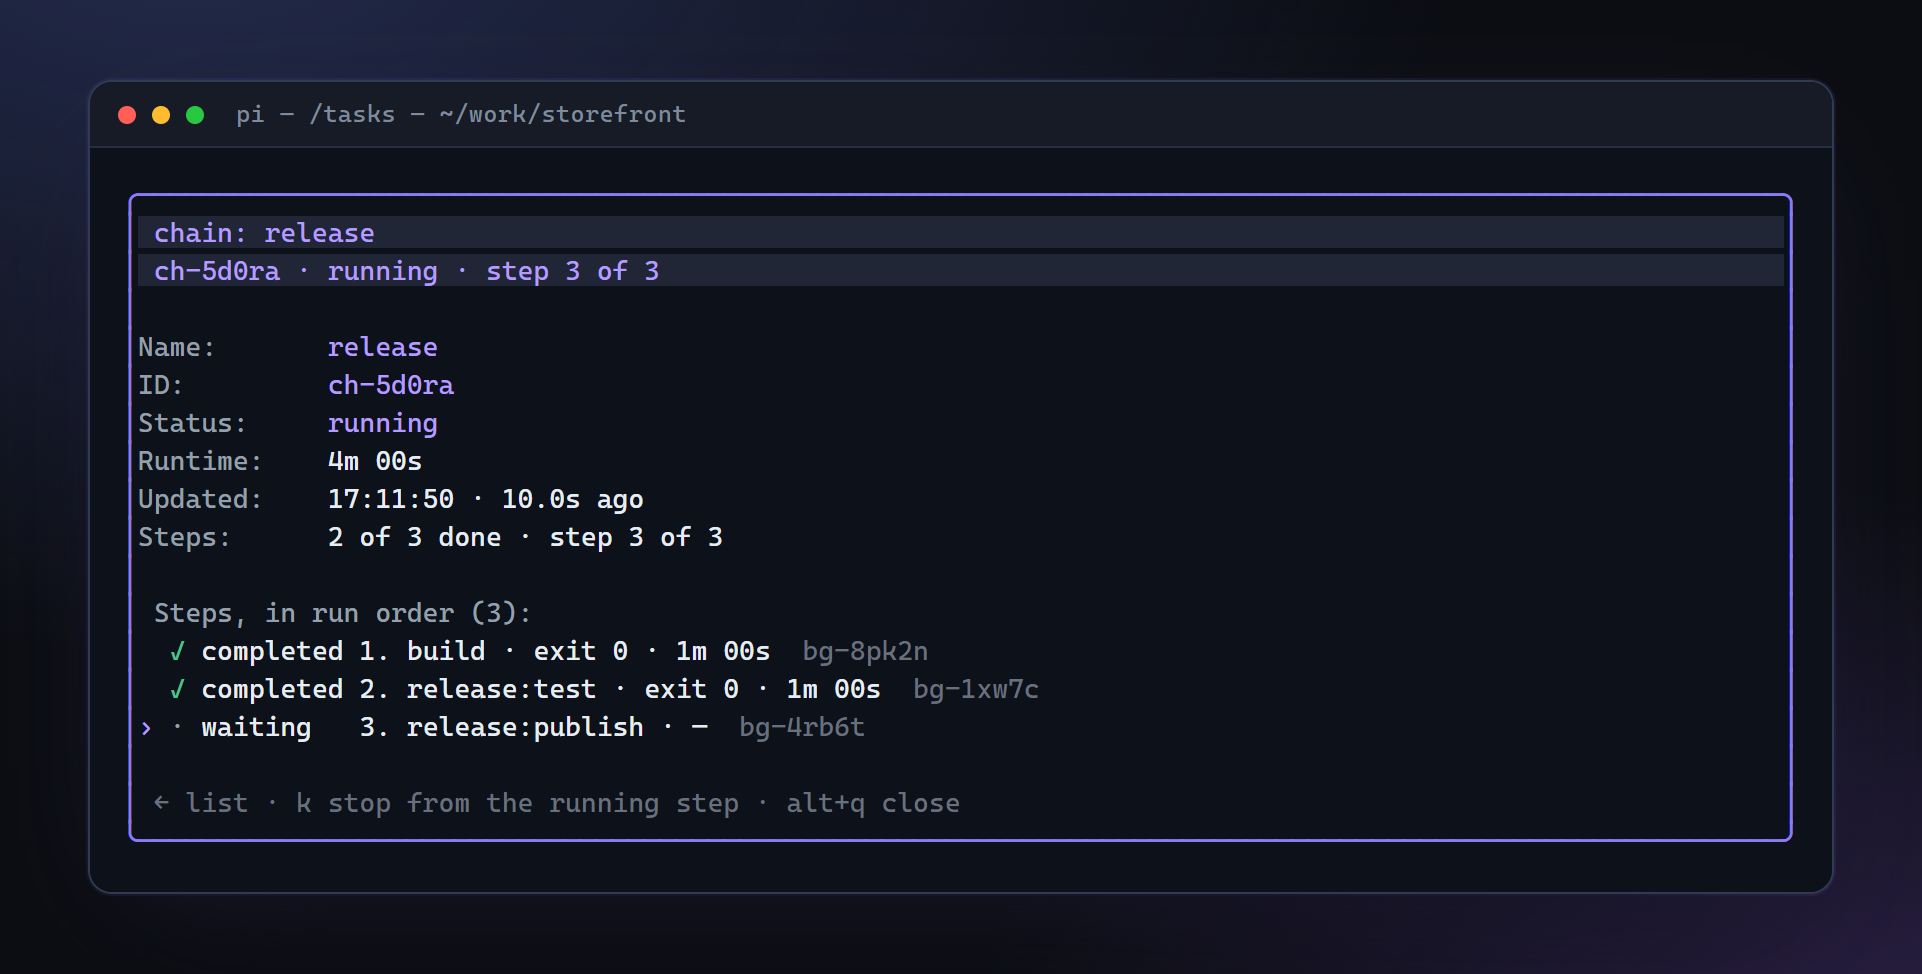 pi — /tasks — ~/work/storefront
chain: release
ch-5d0ra · running · step 3 of 3
Name: release
ID: ch-5d0ra
Status: running
Runtime: 4m 00s
Updated: 17:11:50 · 10.0s ago
Steps: 2 of 3 done · step 3 of 3
Steps, in run order (3):
✓ completed 1. build · exit 0 · 1m 00s bg-8pk2n
✓ completed 2. release:test · exit 0 · 1m 00s bg-1xw7c
› · waiting 3. release:publish · — bg-4rb6t
← list · k stop from the running step · alt+q close